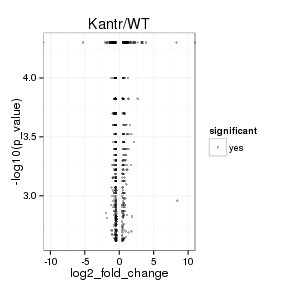 Kantr/WT
-log10(p_value)
4.0
3.5
3.0
-10
-5
0
5
10
log2_fold_change
significant
yes